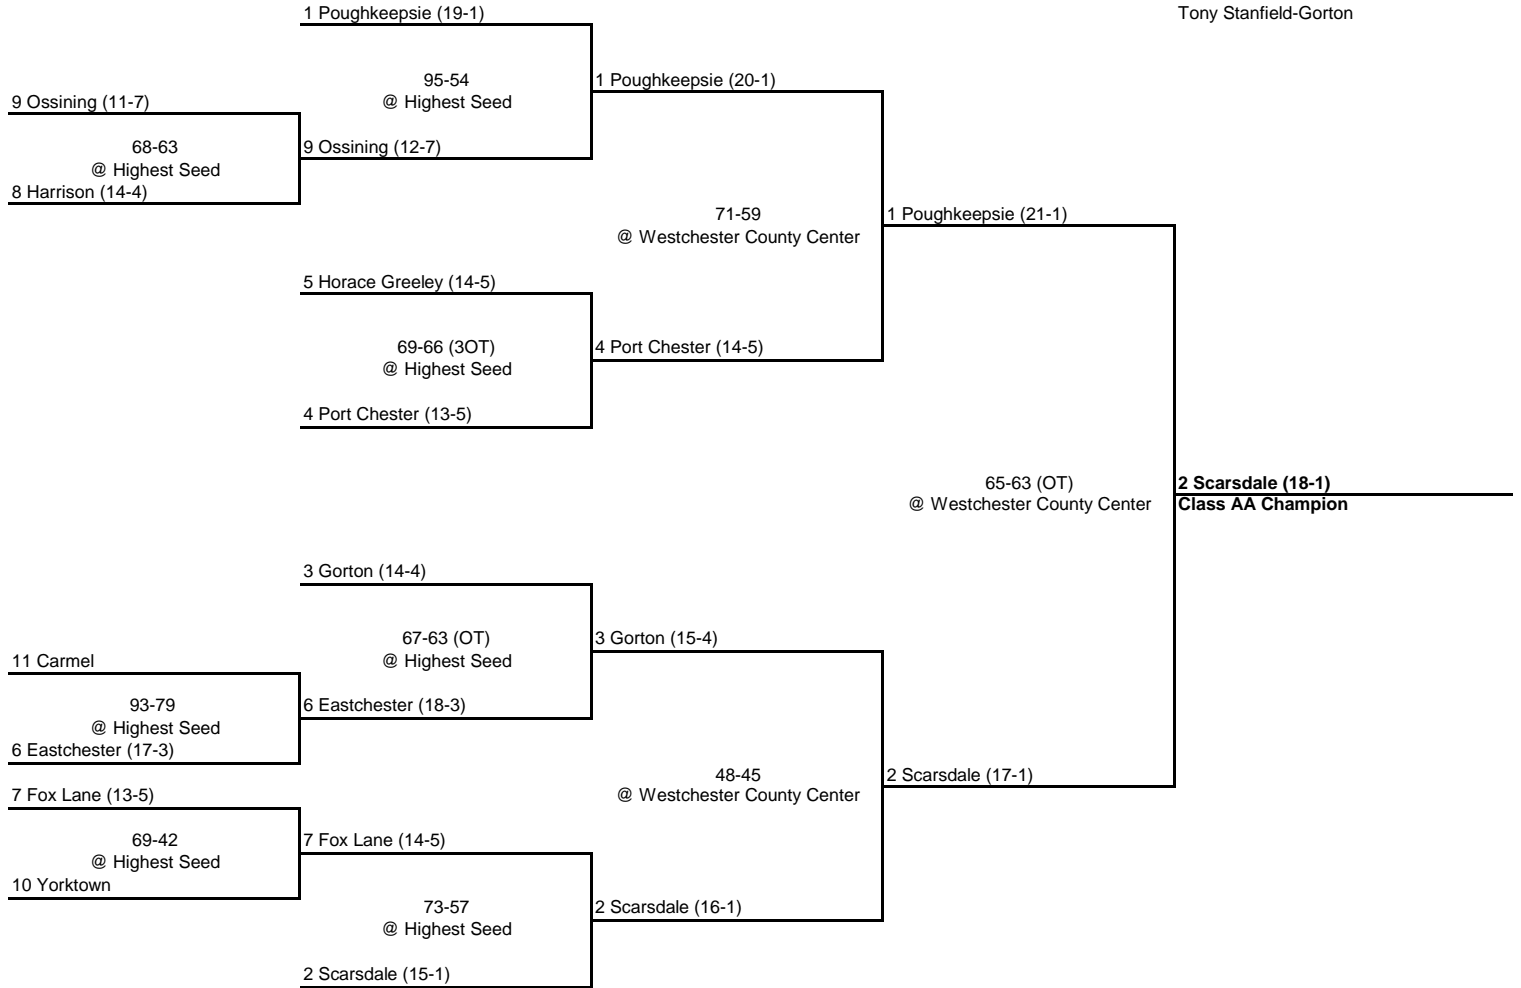 1 Poughkeepsie (19-1)
Tony Stanfield-Gorton
95-54
@ Highest Seed
1 Poughkeepsie (20-1)
9 Ossining (11-7)
68-63
@ Highest Seed
9 Ossining (12-7)
8 Harrison (14-4)
71-59
@ Westchester County Center
1 Poughkeepsie (21-1)
5 Horace Greeley (14-5)
69-66 (3OT)
@ Highest Seed
4 Port Chester (14-5)
4 Port Chester (13-5)
65-63 (OT)
@ Westchester County Center
2 Scarsdale (18-1)
Class AA Champion
3 Gorton (14-4)
67-63 (OT)
@ Highest Seed
3 Gorton (15-4)
11 Carmel
93-79
@ Highest Seed
6 Eastchester (18-3)
6 Eastchester (17-3)
48-45
@ Westchester County Center
2 Scarsdale (17-1)
7 Fox Lane (13-5)
69-42
@ Highest Seed
7 Fox Lane (14-5)
10 Yorktown
73-57
@ Highest Seed
2 Scarsdale (16-1)
2 Scarsdale (15-1)